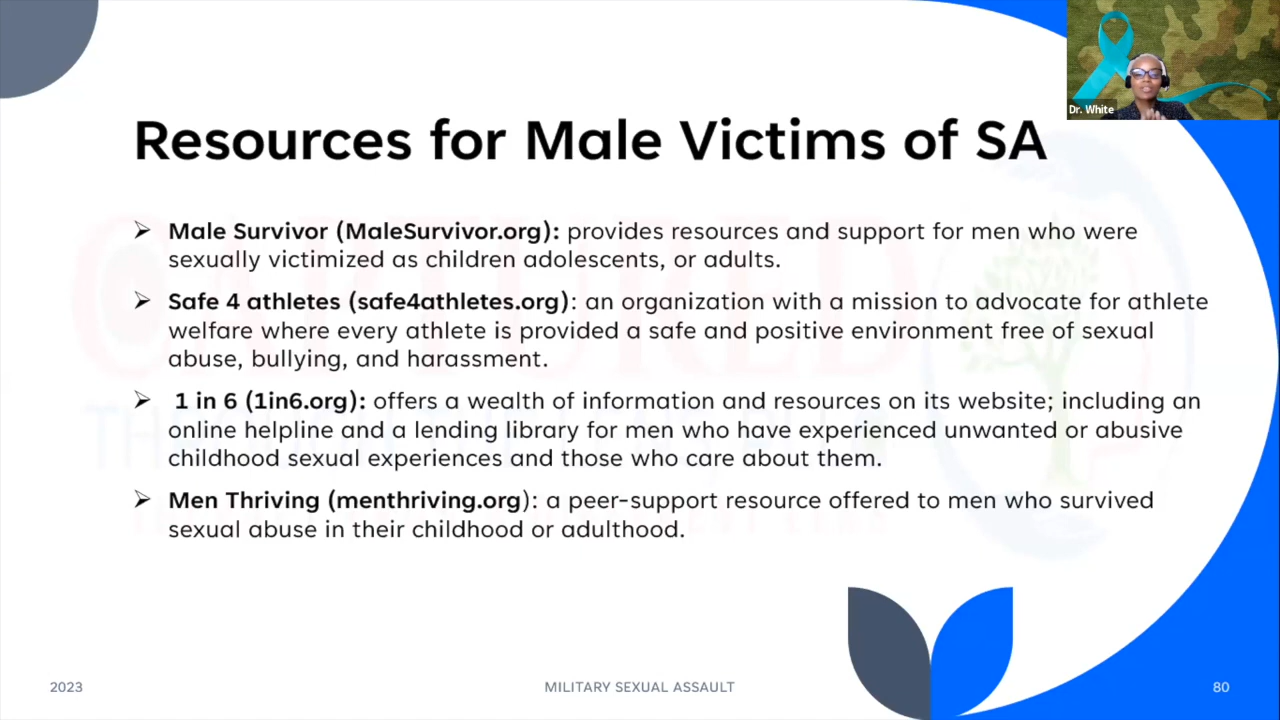 Dr. White
Resources for Male Victims of SA
➢ Male Survivor (MaleSurvivor.org): provides resources and support for men who were
sexually victimized as children adolescents, or adults.
➢ Safe 4 athletes (safe4athletes.org): an organization with a mission to advocate for athlete
welfare where every athlete is provided a safe and positive environment free of sexual
abuse, bullying, and harassment.
➢ 1 in 6 (1in6.org): offers a wealth of information and resources on its website; including an
online helpline and a lending library for men who have experienced unwanted or abusive
childhood sexual experiences and those who care about them.
➢ Men Thriving (menthriving.org): a peer-support resource offered to men who survived
sexual abuse in their childhood or adulthood.
2023
MILITARY SEXUAL ASSAULT
80